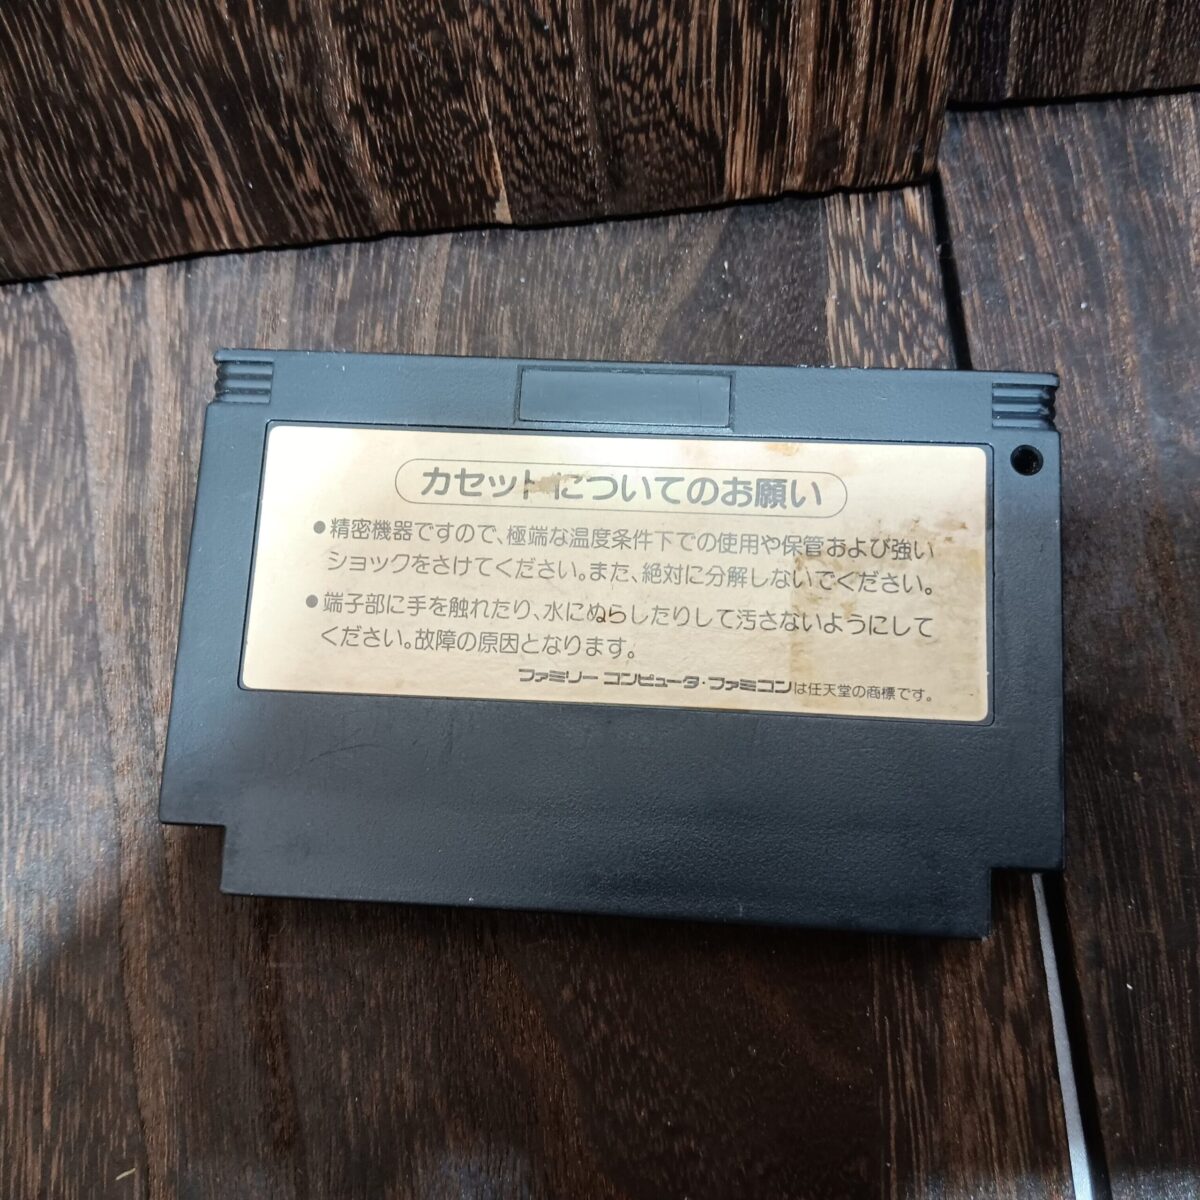 カセットについてのお願い
●精密機器ですので、極端な温度条件下での使用や保管および強い
ショックをさけてください。また、絶対に分解しないでください。
●端子部に手を触れたり、水にぬらしたりして汚さないようにして
ください。故障の原因となります。
ファミリーコンピュータ・ファミコンは任天堂の商標です。